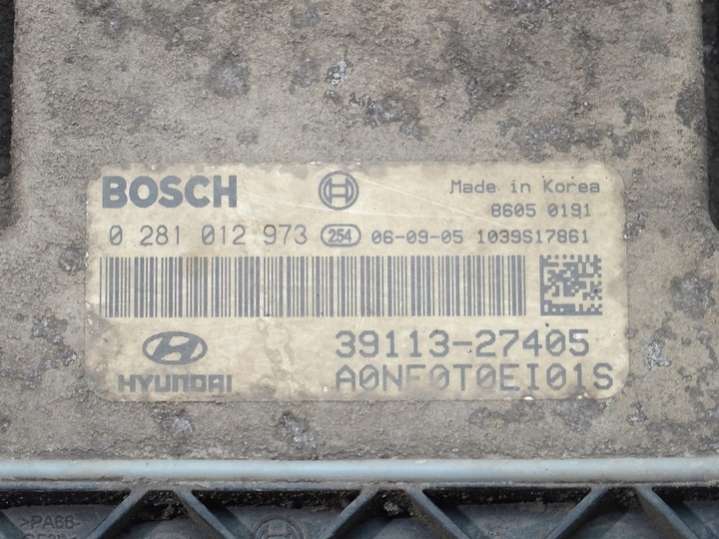 BOSCH
Made in Korea
8605 0191
0 281 012 973 254 06-09-05 1039S17861
HYUNDAI
39113-27405
A0NF0T0EI01S
>PA66-